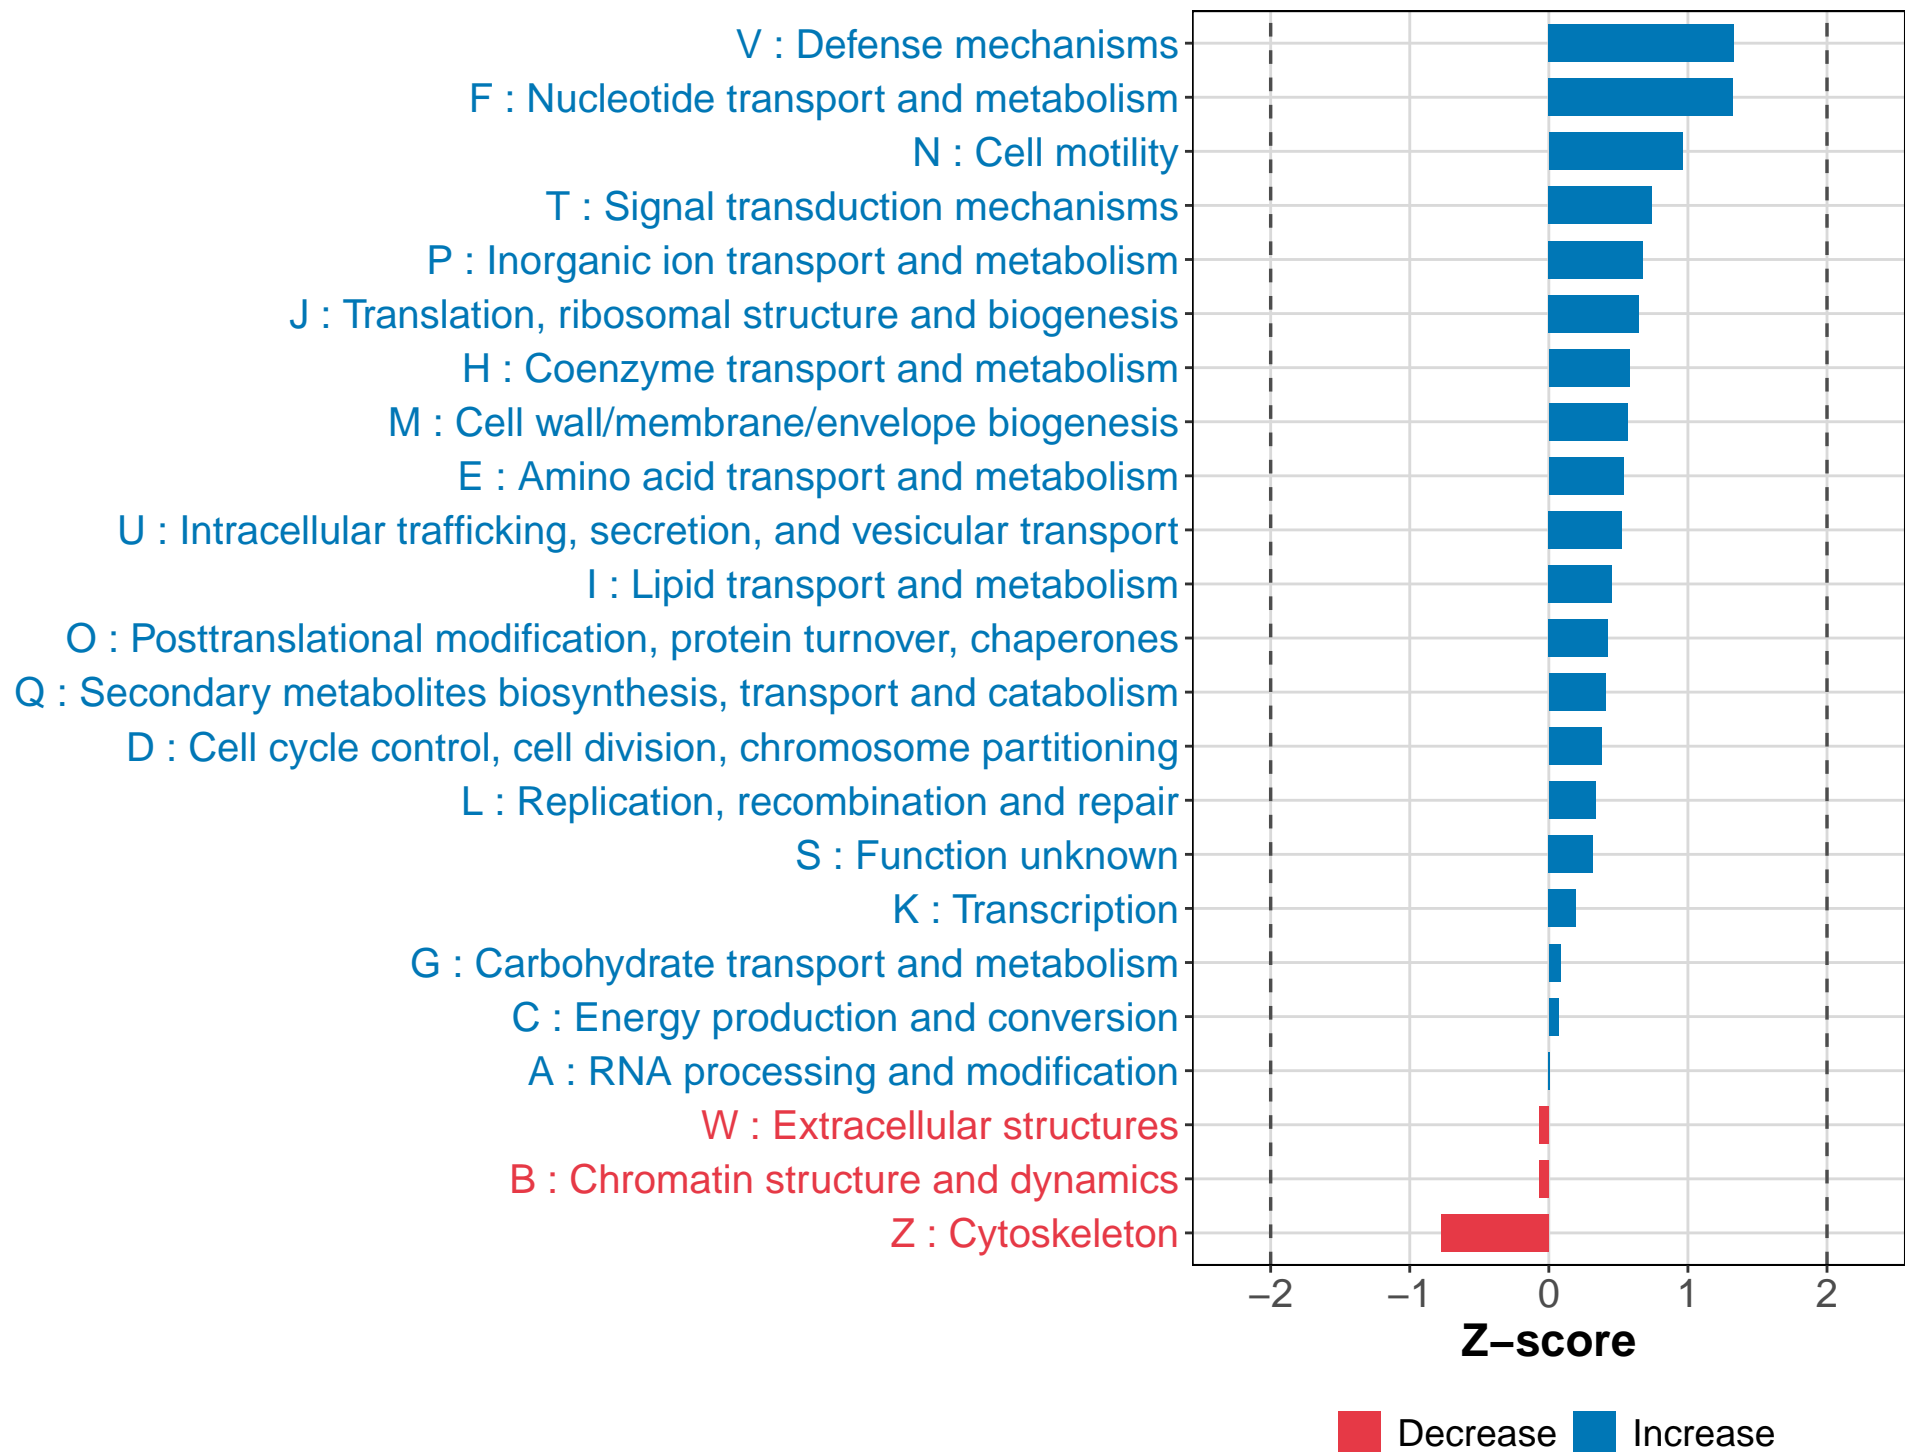 V : Defense mechanisms
F : Nucleotide transport and metabolism
N : Cell motility
T : Signal transduction mechanisms
P : Inorganic ion transport and metabolism
J : Translation, ribosomal structure and biogenesis
H : Coenzyme transport and metabolism
M : Cell wall/membrane/envelope biogenesis
E : Amino acid transport and metabolism
U : Intracellular trafficking, secretion, and vesicular transport
I : Lipid transport and metabolism
O : Posttranslational modification, protein turnover, chaperones
Q : Secondary metabolites biosynthesis, transport and catabolism
D : Cell cycle control, cell division, chromosome partitioning
L : Replication, recombination and repair
S : Function unknown
K : Transcription
G : Carbohydrate transport and metabolism
C : Energy production and conversion
A : RNA processing and modification
W : Extracellular structures
B : Chromatin structure and dynamics
Z : Cytoskeleton
−2 −1 0 1 2
Z−score
Decrease Increase